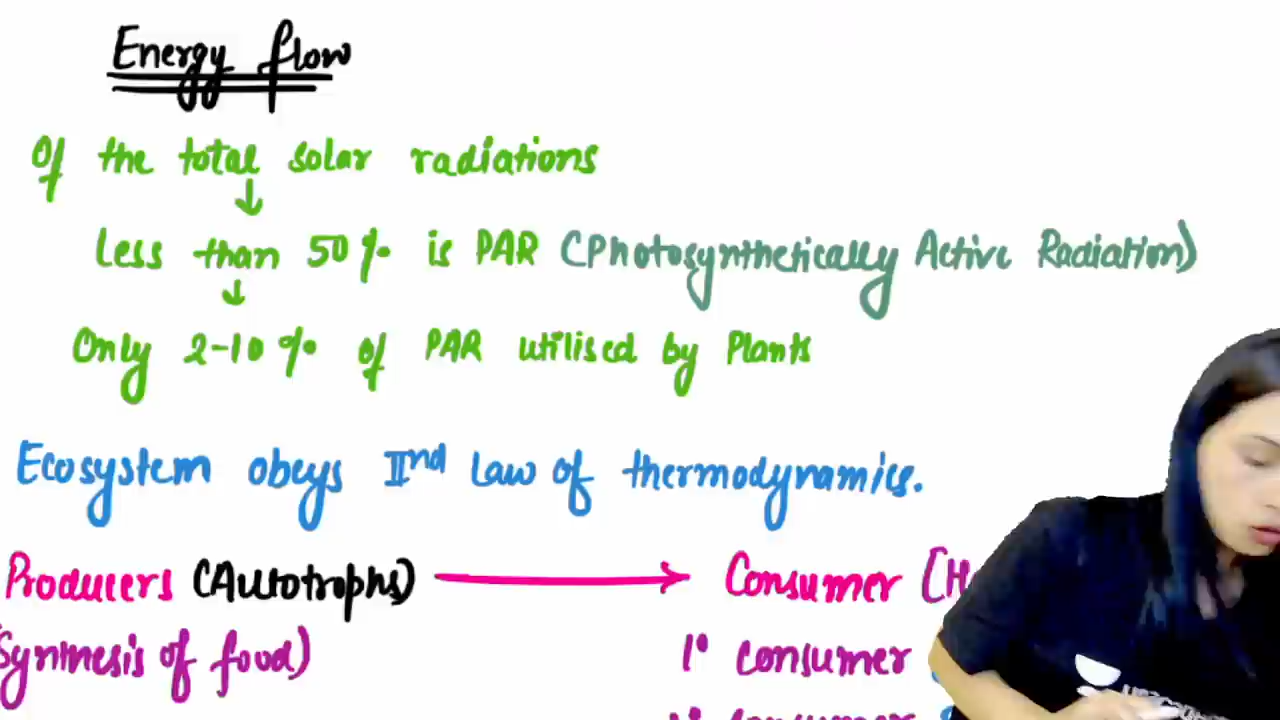 Energy flow
Of the total solar radiations
↓
Less than 50% is PAR (Photosynthetically Active Radiation)
↓
Only 2-10% of PAR utilised by Plants
Ecosystem obeys IInd Law of thermodynamics.
Producers (Autotrophs) → Consumer
(Synthesis of food)
1° consumer
consumer